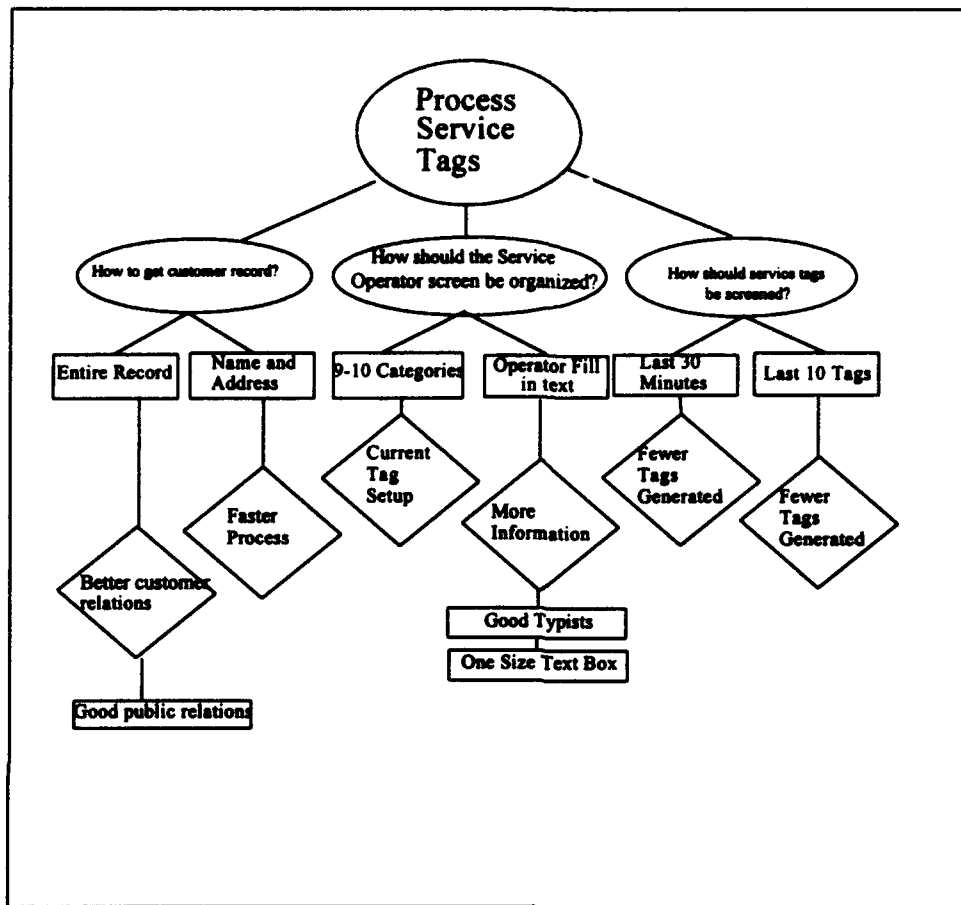 Process
Service
Tags
How to get customer record?
How should the Service
Operator screen be organized?
How should service tags
be screened?
Entire Record
Name and
Address
9-10 Categories
Operator Fill
in text
Last 30
Minutes
Last 10 Tags
Current
Tag
Setup
Fewer
Tags
Generated
Faster
Process
More
Information
Fewer
Tags
Generated
Better customer
relations
Good Typists
One Size Text Box
Good public relations